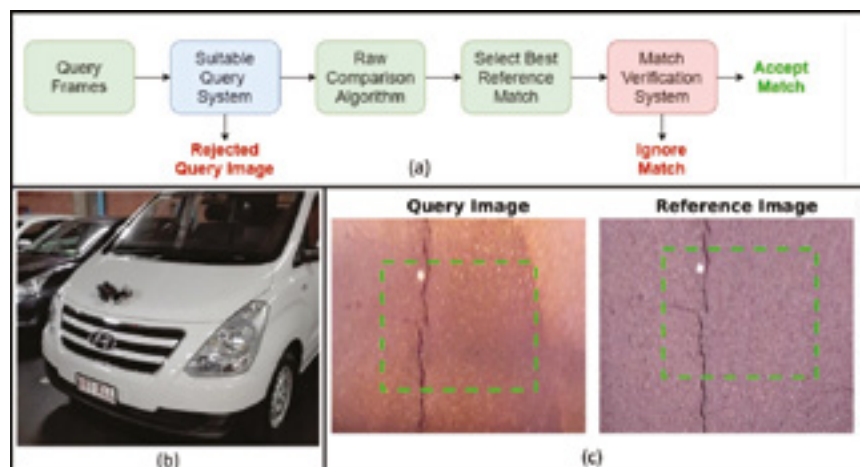 Query
Frames
Suitable
Query
System
Raw
Comparison
Algorithm
Select Best
Reference
Match
Match
Verification
System
Accept
Match
Rejected
Query Image
(a)
Ignore
Match
Query Image
Reference Image
(b)
(c)